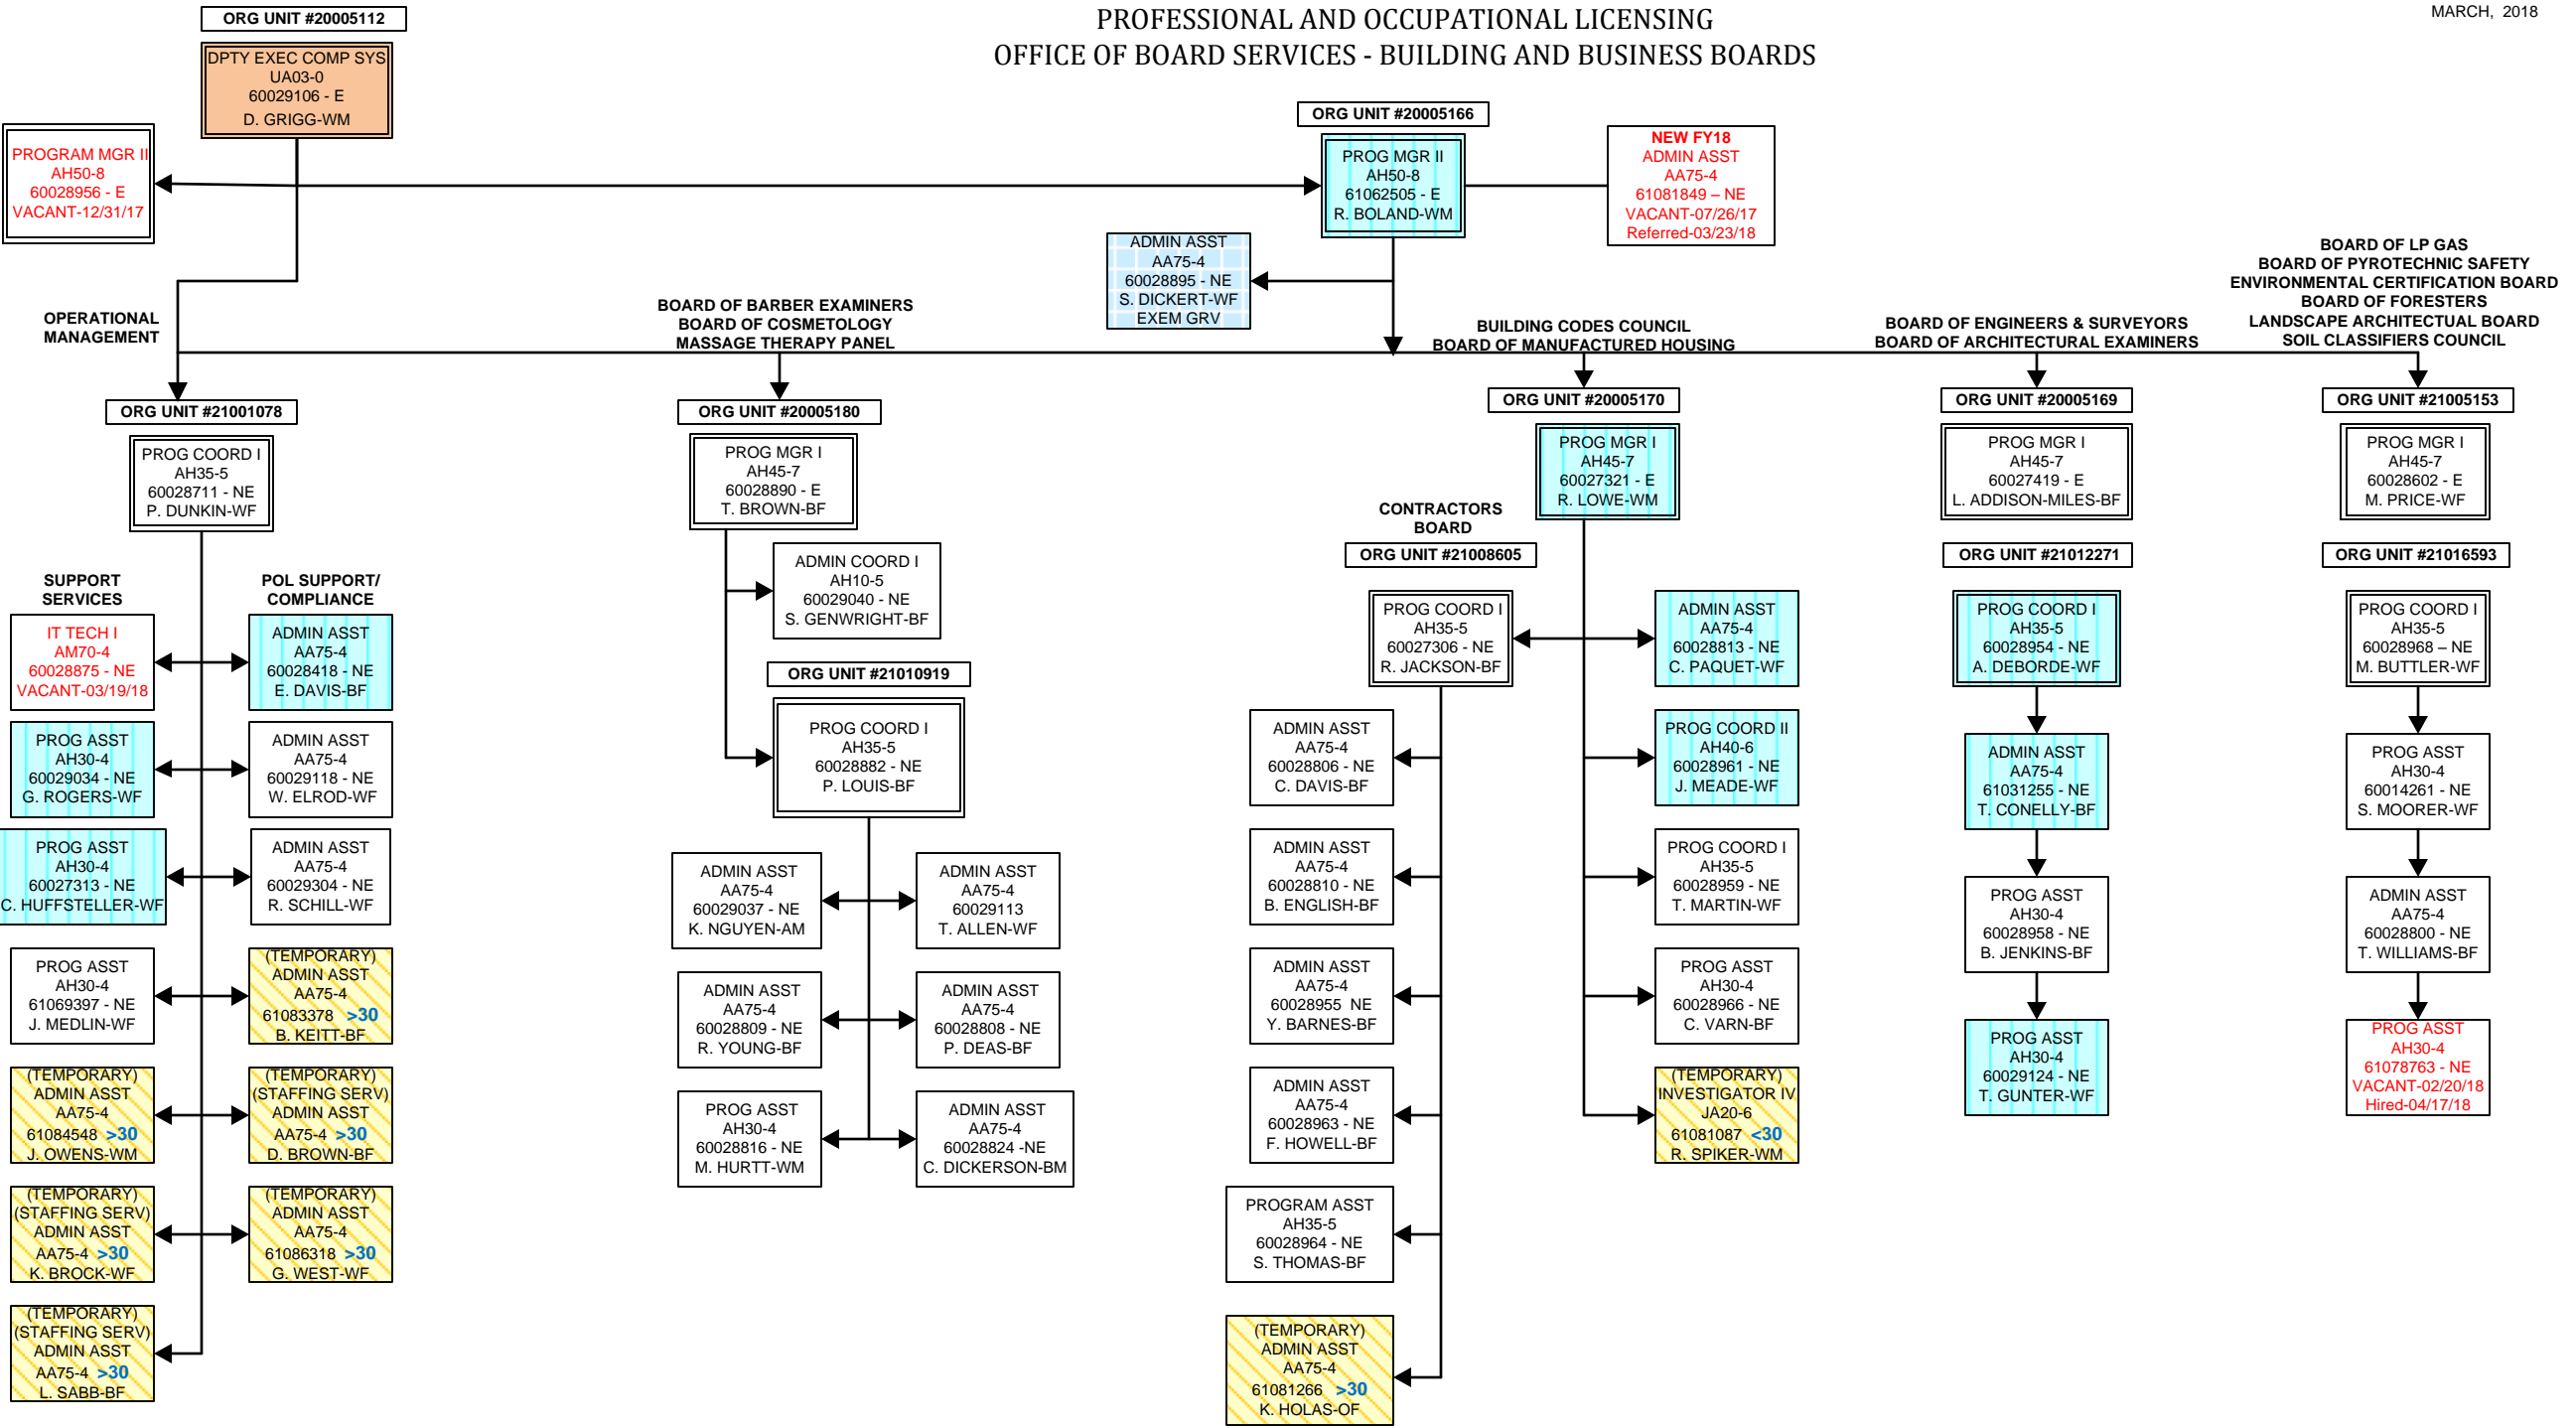 PROFESSIONAL AND OCCUPATIONAL LICENSING
OFFICE OF BOARD SERVICES - BUILDING AND BUSINESS BOARDS
MARCH, 2018
ORG UNIT #20005112
DPTY EXEC COMP SYS
UA03-0
60029106 - E
D. GRIGG-WM
PROGRAM MGR II
AH50-8
60028956 - E
VACANT-12/31/17
ORG UNIT #20005166
PROG MGR II
AH50-8
61062505 - E
R. BOLAND-WM
NEW FY18
ADMIN ASST
AA75-4
61081849 – NE
VACANT-07/26/17
Referred-03/23/18
ADMIN ASST
AA75-4
60028895 - NE
S. DICKERT-WF
EXEM GRV
OPERATIONAL
MANAGEMENT
BOARD OF BARBER EXAMINERS
BOARD OF COSMETOLOGY
MASSAGE THERAPY PANEL
BUILDING CODES COUNCIL
BOARD OF MANUFACTURED HOUSING
BOARD OF ENGINEERS & SURVEYORS
BOARD OF ARCHITECTURAL EXAMINERS
BOARD OF LP GAS
BOARD OF PYROTECHNIC SAFETY
ENVIRONMENTAL CERTIFICATION BOARD
BOARD OF FORESTERS
LANDSCAPE ARCHITECTUAL BOARD
SOIL CLASSIFIERS COUNCIL
ORG UNIT #21001078
PROG COORD I
AH35-5
60028711 - NE
P. DUNKIN-WF
SUPPORT
SERVICES
POL SUPPORT/
COMPLIANCE
IT TECH I
AM70-4
60028875 - NE
VACANT-03/19/18
ADMIN ASST
AA75-4
60028418 - NE
E. DAVIS-BF
PROG ASST
AH30-4
60029034 - NE
G. ROGERS-WF
ADMIN ASST
AA75-4
60029118 - NE
W. ELROD-WF
PROG ASST
AH30-4
60027313 - NE
C. HUFFSTELLER-WF
ADMIN ASST
AA75-4
60029304 - NE
R. SCHILL-WF
PROG ASST
AH30-4
61069397 - NE
J. MEDLIN-WF
(TEMPORARY)
ADMIN ASST
AA75-4
61083378 >30
B. KEITT-BF
(TEMPORARY)
ADMIN ASST
AA75-4
61084548 >30
J. OWENS-WM
(TEMPORARY)
(STAFFING SERV)
ADMIN ASST
AA75-4 >30
D. BROWN-BF
(TEMPORARY)
(STAFFING SERV)
ADMIN ASST
AA75-4 >30
K. BROCK-WF
(TEMPORARY)
ADMIN ASST
AA75-4
61086318 >30
G. WEST-WF
(TEMPORARY)
(STAFFING SERV)
ADMIN ASST
AA75-4 >30
L. SABB-BF
ORG UNIT #20005180
PROG MGR I
AH45-7
60028890 - E
T. BROWN-BF
ADMIN COORD I
AH10-5
60029040 - NE
S. GENWRIGHT-BF
ORG UNIT #21010919
PROG COORD I
AH35-5
60028882 - NE
P. LOUIS-BF
ADMIN ASST
AA75-4
60029037 - NE
K. NGUYEN-AM
ADMIN ASST
AA75-4
60029113
T. ALLEN-WF
ADMIN ASST
AA75-4
60028809 - NE
R. YOUNG-BF
ADMIN ASST
AA75-4
60028808 - NE
P. DEAS-BF
PROG ASST
AH30-4
60028816 - NE
M. HURTT-WM
ADMIN ASST
AA75-4
60028824 -NE
C. DICKERSON-BM
ORG UNIT #20005170
PROG MGR I
AH45-7
60027321 - E
R. LOWE-WM
CONTRACTORS
BOARD
ORG UNIT #21008605
PROG COORD I
AH35-5
60027306 - NE
R. JACKSON-BF
ADMIN ASST
AA75-4
60028813 - NE
C. PAQUET-WF
ADMIN ASST
AA75-4
60028806 - NE
C. DAVIS-BF
PROG COORD II
AH40-6
60028961 - NE
J. MEADE-WF
ADMIN ASST
AA75-4
60028810 - NE
B. ENGLISH-BF
PROG COORD I
AH35-5
60028959 - NE
T. MARTIN-WF
ADMIN ASST
AA75-4
60028955 NE
Y. BARNES-BF
PROG ASST
AH30-4
60028966 - NE
C. VARN-BF
ADMIN ASST
AA75-4
60028963 - NE
F. HOWELL-BF
(TEMPORARY)
INVESTIGATOR IV
JA20-6
61081087 <30
R. SPIKER-WM
PROGRAM ASST
AH35-5
60028964 - NE
S. THOMAS-BF
(TEMPORARY)
ADMIN ASST
AA75-4
61081266 >30
K. HOLAS-OF
ORG UNIT #20005169
PROG MGR I
AH45-7
60027419 - E
L. ADDISON-MILES-BF
ORG UNIT #21012271
PROG COORD I
AH35-5
60028954 - NE
A. DEBORDE-WF
ADMIN ASST
AA75-4
61031255 - NE
T. CONELLY-BF
PROG ASST
AH30-4
60028958 - NE
B. JENKINS-BF
PROG ASST
AH30-4
60029124 - NE
T. GUNTER-WF
ORG UNIT #21005153
PROG MGR I
AH45-7
60028602 - E
M. PRICE-WF
ORG UNIT #21016593
PROG COORD I
AH35-5
60028968 – NE
M. BUTTLER-WF
PROG ASST
AH30-4
60014261 - NE
S. MOORER-WF
ADMIN ASST
AA75-4
60028800 - NE
T. WILLIAMS-BF
PROG ASST
AH30-4
61078763 - NE
VACANT-02/20/18
Hired-04/17/18